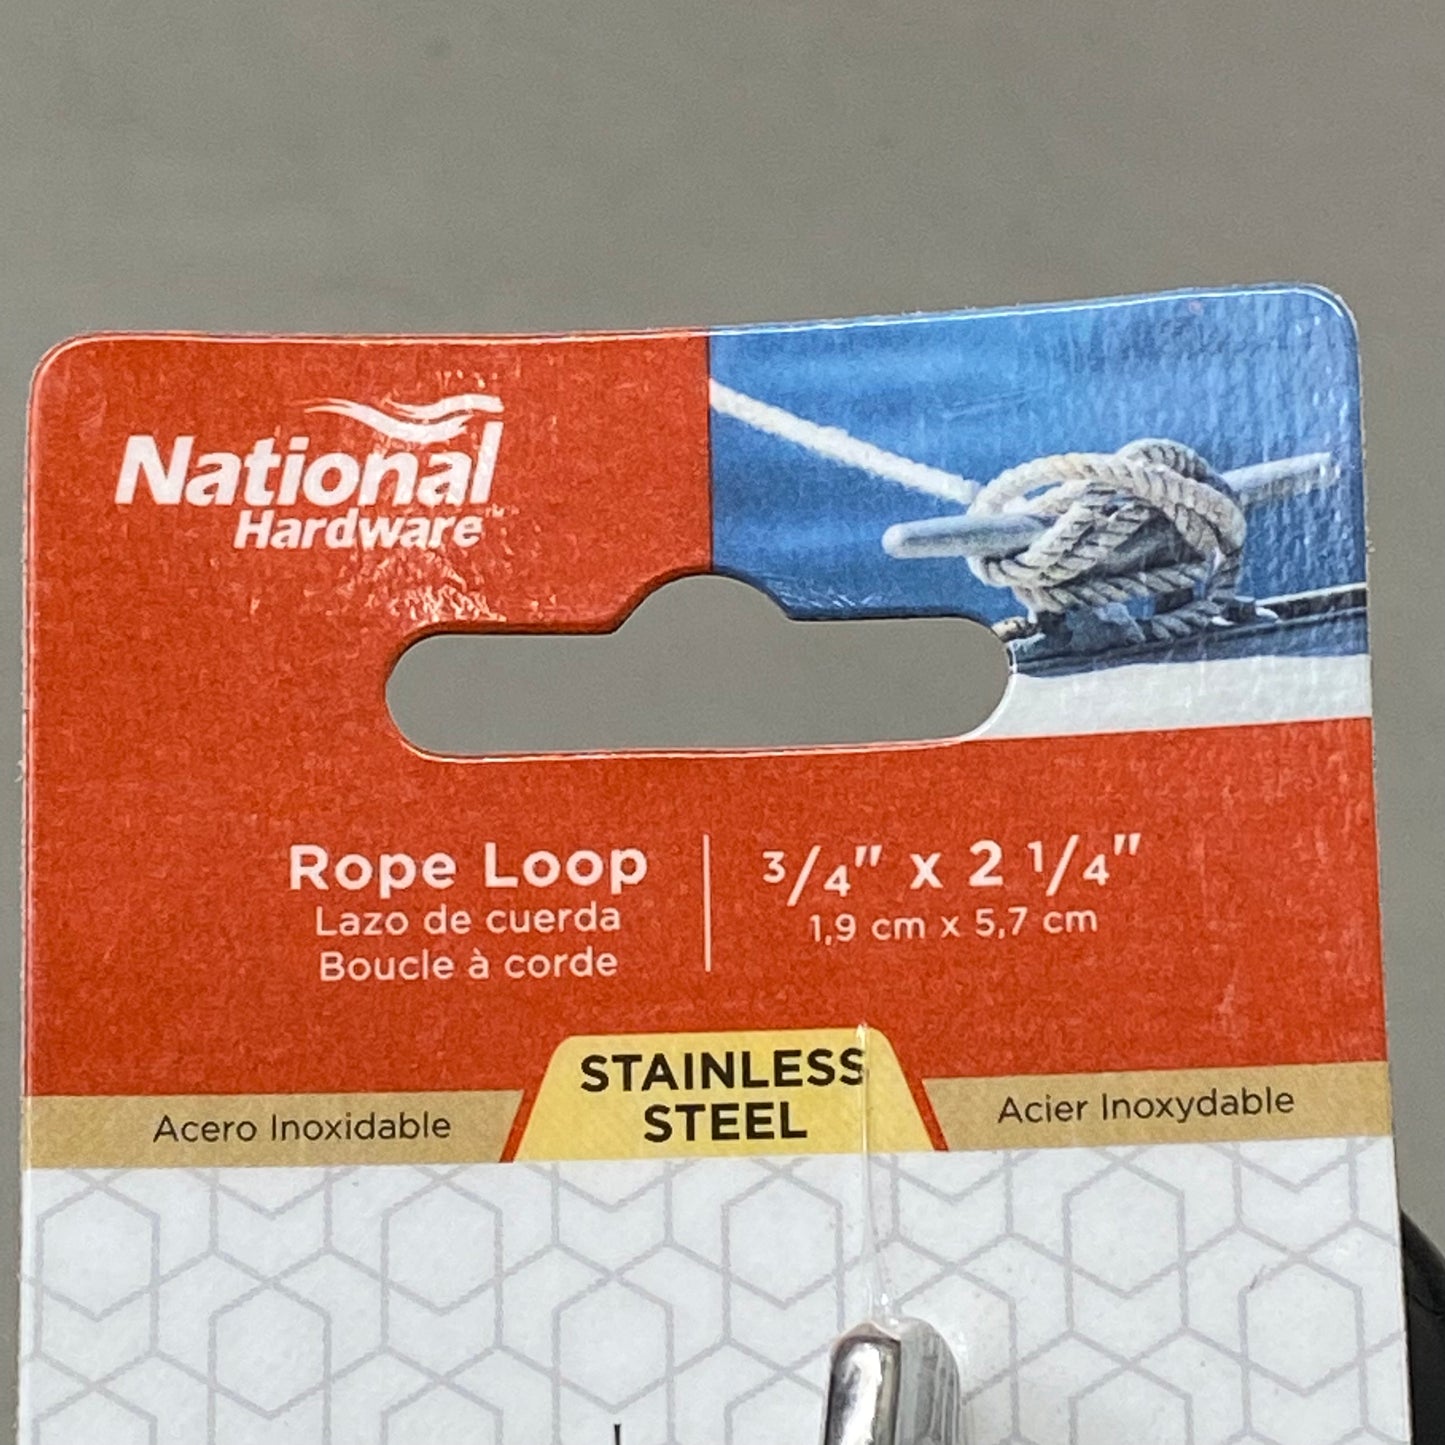 National
Hardware
Rope Loop
Lazo de cuerda
Boucle à corde
3/4" x 2 1/4"
1,9 cm x 5,7 cm
STAINLESS
STEEL
Acero Inoxidable
Acier Inoxydable